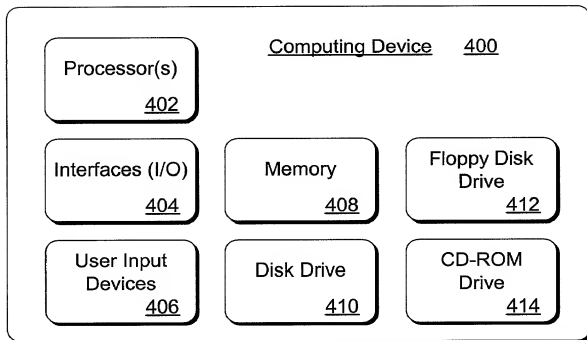 Computing Device 400
Processor(s)
402
Interfaces (I/O)
404
Memory
408
Floppy Disk
Drive
412
User Input
Devices
406
Disk Drive
410
CD-ROM
Drive
414